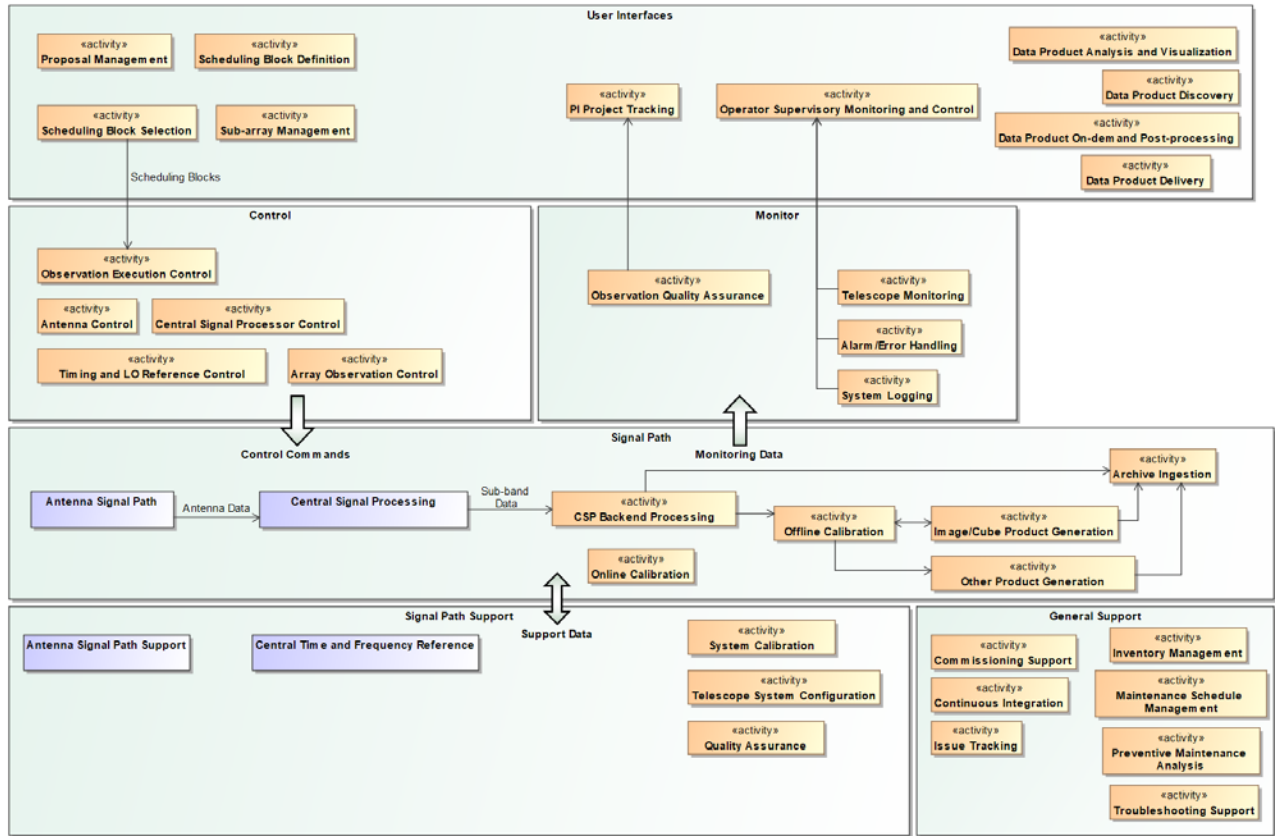 User Interfaces
«activity»
Proposal Management
«activity»
Scheduling Block Definition
«activity»
Data Product Analysis and Visualization
«activity»
Data Product Discovery
«activity»
Scheduling Block Selection
«activity»
Sub-array Management
«activity»
PI Project Tracking
«activity»
Operator Supervisory Monitoring and Control
«activity»
Data Product On-demand Post-processing
«activity»
Data Product Delivery
Scheduling Blocks
Control
«activity»
Observation Execution Control
«activity»
Antenna Control
«activity»
Central Signal Processor Control
«activity»
Timing and LO Reference Control
«activity»
Array Observation Control
Monitor
«activity»
Observation Quality Assurance
«activity»
Telescope Monitoring
«activity»
Alarm/Error Handling
«activity»
System Logging
Signal Path
Control Commands
Monitoring Data
Antenna Signal Path
Antenna Data
Central Signal Processing
Sub-band
Data
«activity»
CSP Backend Processing
«activity»
Online Calibration
«activity»
Offline Calibration
«activity»
Archive Ingestion
«activity»
Image/Cube Product Generation
«activity»
Other Product Generation
Signal Path Support
Support Data
Antenna Signal Path Support
Central Time and Frequency Reference
«activity»
System Calibration
«activity»
Telescope System Configuration
«activity»
Quality Assurance
General Support
«activity»
Commissioning Support
«activity»
Inventory Management
«activity»
Continuous Integration
«activity»
Maintenance Schedule
Management
«activity»
Issue Tracking
«activity»
Preventive Maintenance
Analysis
«activity»
Troubleshooting Support